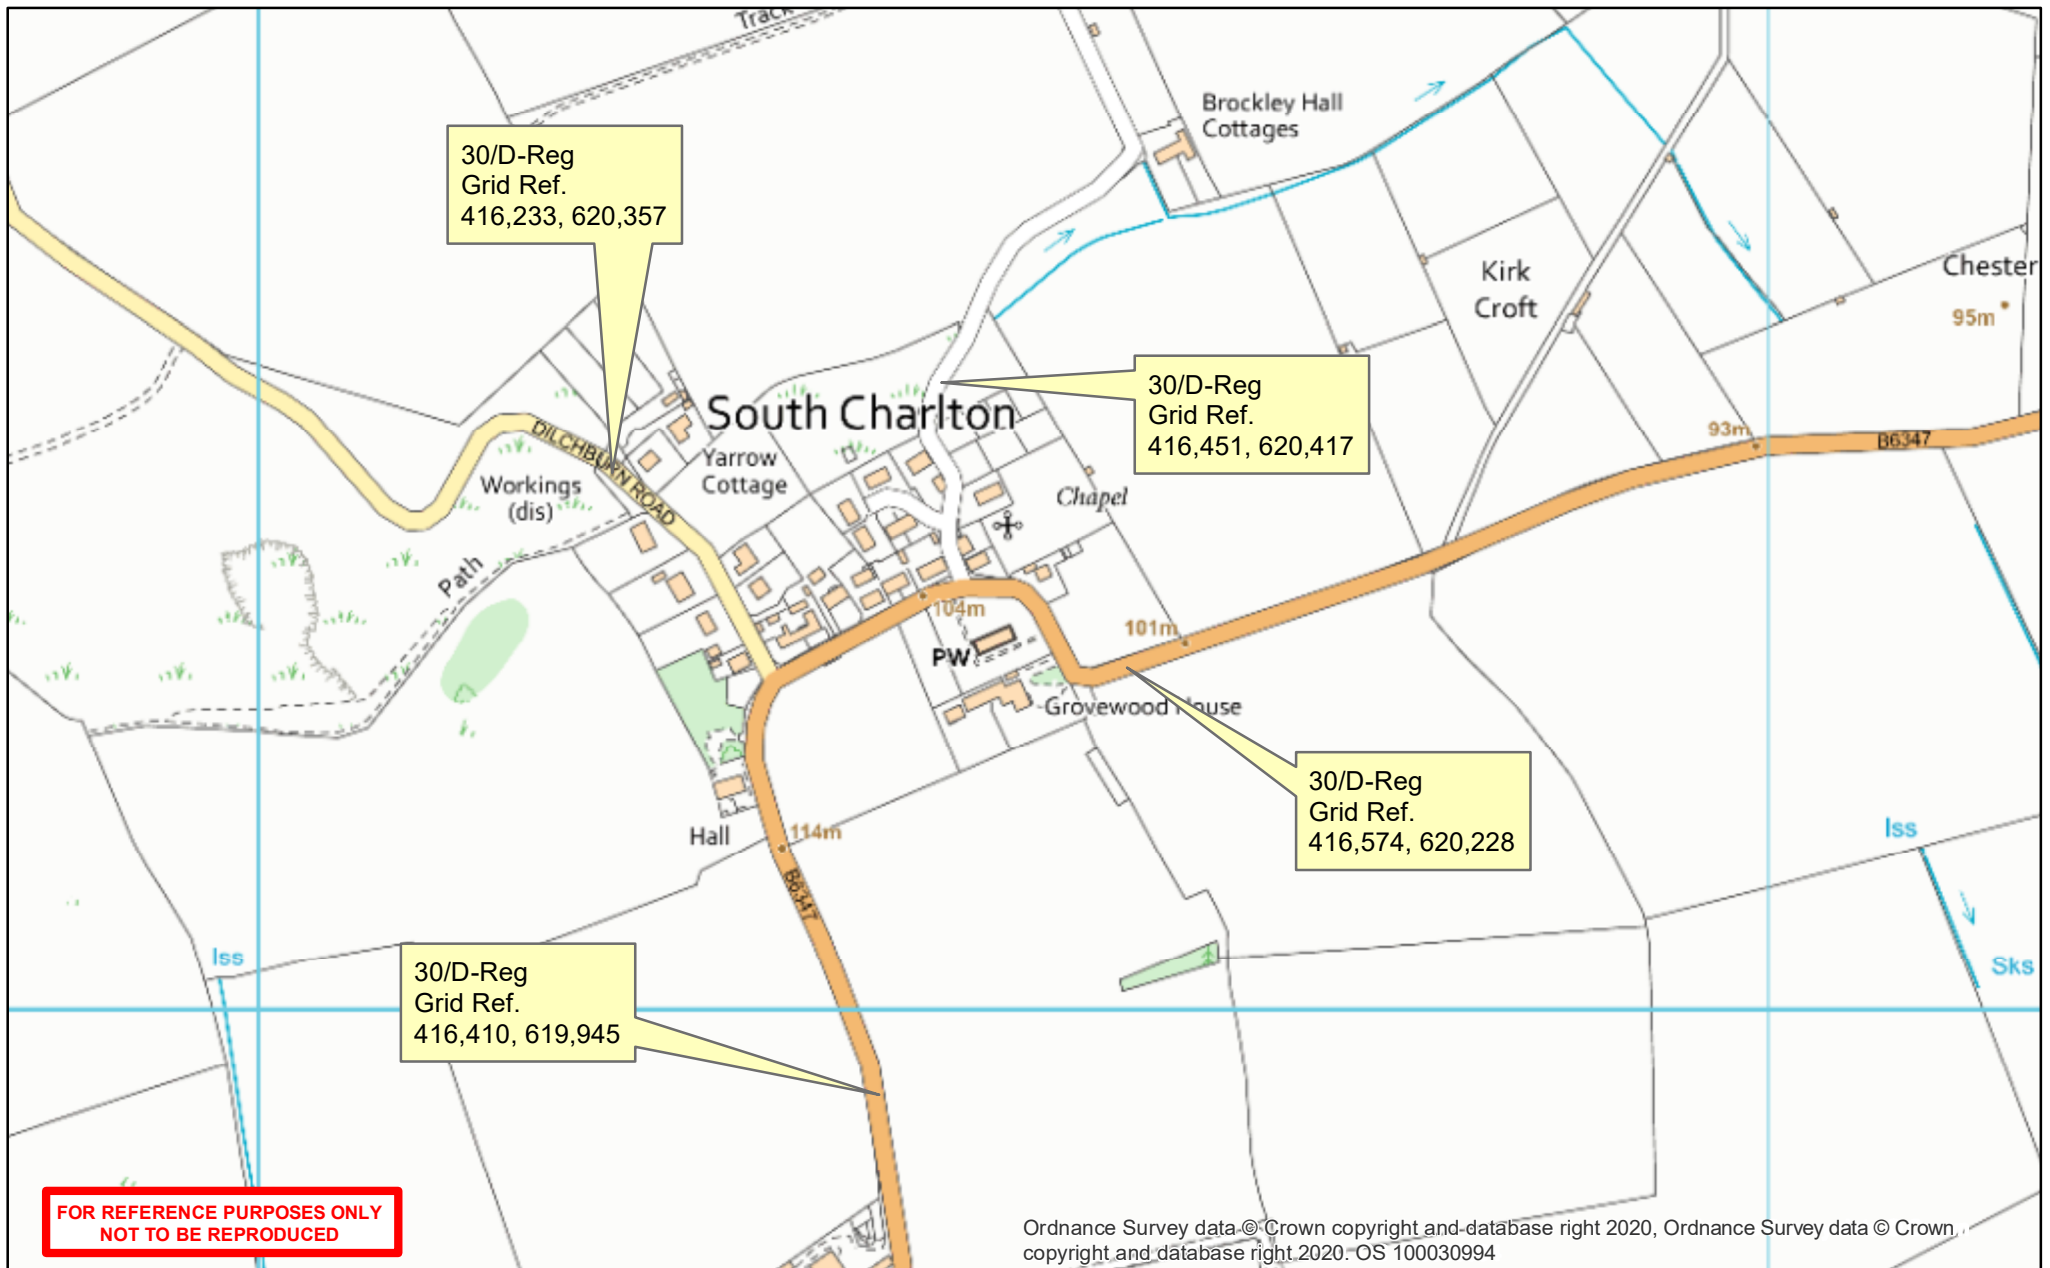 Track
Brockley Hall
Cottages
30/D-Reg
Grid Ref.
416,233, 620,357
Kirk
Croft
Chester
95m
30/D-Reg
Grid Ref.
416,451, 620,417
South Charlton
DILCHBURN ROAD
93m
B6347
Yarrow
Cottage
Workings
(dis)
Chapel
Path
104m
101m
PW
Grovewood House
30/D-Reg
Grid Ref.
416,574, 620,228
Hall
114m
B6347
Iss
Iss
Sks
30/D-Reg
Grid Ref.
416,410, 619,945
FOR REFERENCE PURPOSES ONLY
NOT TO BE REPRODUCED
Ordnance Survey data © Crown copyright and database right 2020, Ordnance Survey data © Crown
copyright and database right 2020. OS 100030994